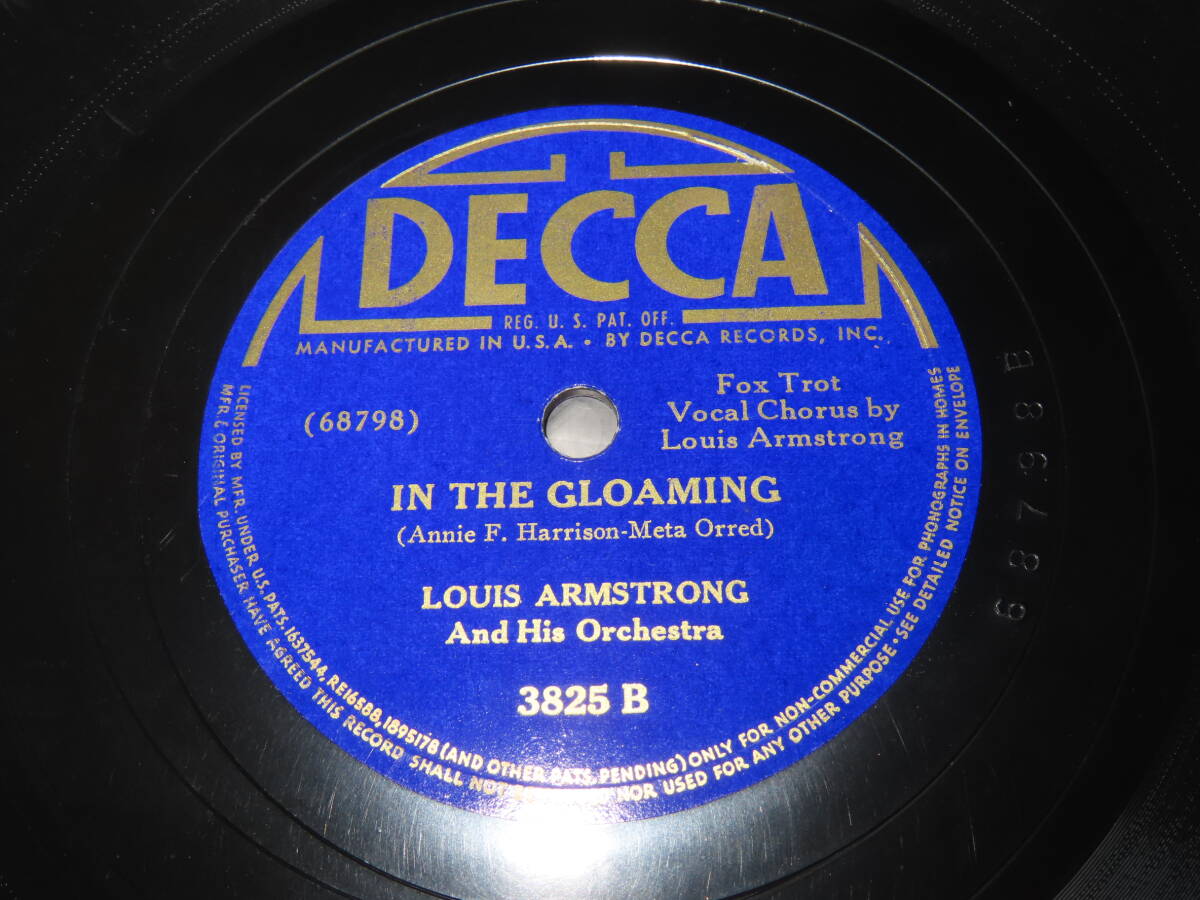 DECCA
REG. U. S. PAT. OFF.
MANUFACTURED IN U.S.A. • BY DECCA RECORDS, INC.
(68798)
Fox Trot
Vocal Chorus by
Louis Armstrong
IN THE GLOAMING
(Annie F. Harrison-Meta Orred)
LOUIS ARMSTRONG
And His Orchestra
3825 B
LICENSED BY MFR. UNDER U.S. PATS. 1637544, RE16588, 1895178 (AND OTHER PATS. PENDING) ONLY FOR NON-COMMERCIAL USE FOR PHONOGRAPHS IN HOMES
MFR. & ORIGINAL PURCHASER HAVE AGREED THIS RECORD SHALL NOT NOR USED FOR ANY OTHER PURPOSE • SEE DETAILED NOTICE ON ENVELOPE
68798 B